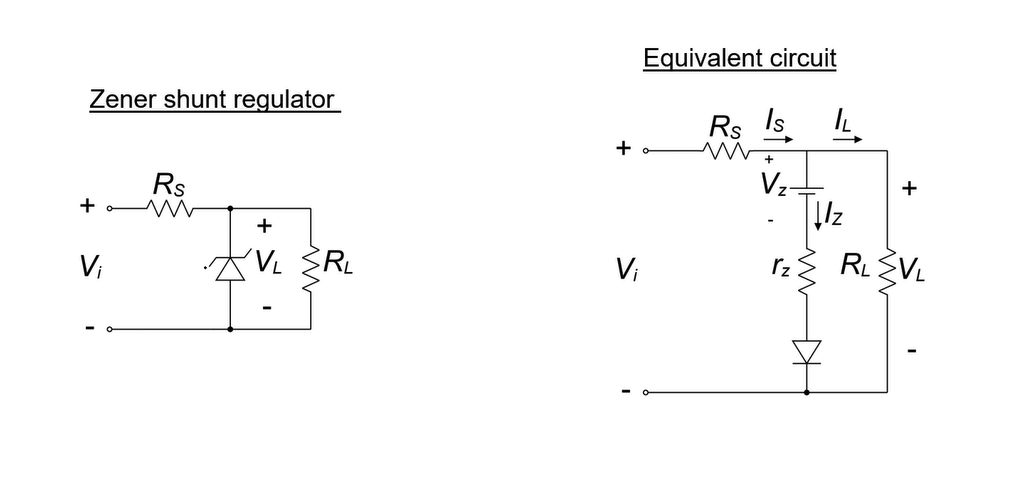 Zener shunt regulator
Rs
+
Vi
-
+
VL
-
RL
Equivalent circuit
Rs
Is
IL
+
+
Vz
-
Iz
Vi
rz
RL
+
VL
-
-